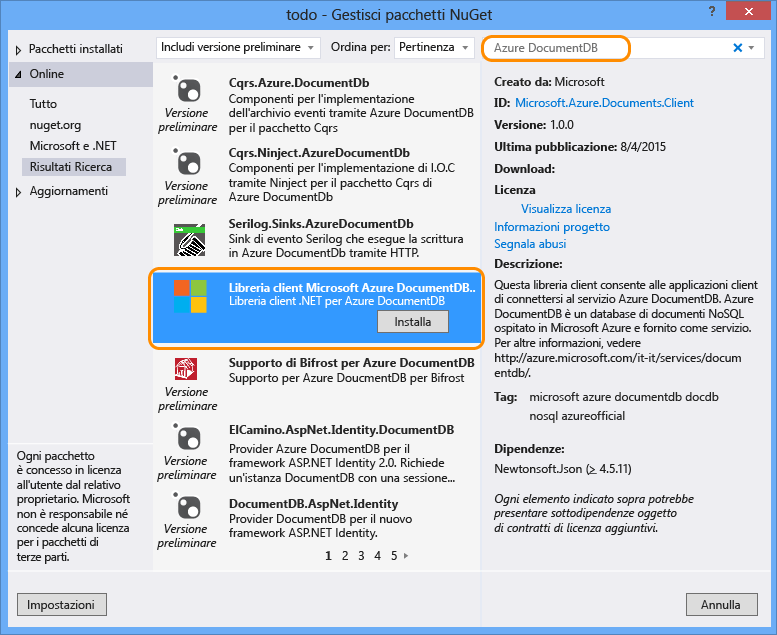 todo - Gestisci pacchetti NuGet
?
Pacchetti installati
Online
Tutto
nuget.org
Microsoft e .NET
Risultati Ricerca
Aggiornamenti
Ogni pacchetto
è concesso in licenza
all'utente dal relativo
proprietario. Microsoft
non è responsabile né
concede alcuna licenza
per i pacchetti di
terze parti.
Impostazioni
Includi versione preliminare
Ordina per:
Pertinenza
Cqrs.Azure.DocumentDb
Componenti per l'implementazione
dell'archivio eventi tramite Azure DocumentDB
per il pacchetto Cqrs
Versione
preliminare
Cqrs.Ninject.AzureDocumentDb
Componenti per l'implementazione di I.O.C
tramite Ninject per il pacchetto Cqrs di
Azure DocumentDb
Versione
preliminare
Serilog.Sinks.AzureDocumentDb
Sink di evento Serilog che esegue la scrittura
in Azure DocumentDb tramite HTTP.
Libreria client Microsoft Azure DocumentDB..
Libreria client .NET per Azure DocumentDB
Installa
Supporto di Bifrost per Azure DocumentDB
Supporto per Azure DoucmentDB per Bifrost
Versione
preliminare
ElCamino.AspNet.Identity.DocumentDB
Provider Azure DocumentDB per il
framework ASP.NET Identity 2.0. Richiede
un'istanza DocumentDB con una sessione...
Versione
preliminare
DocumentDB.AspNet.Identity
Provider DocumentDB per il nuovo
framework ASP.NET Identity.
Versione
preliminare
1 2 3 4 5
Azure DocumentDB
Creato da: Microsoft
ID: Microsoft.Azure.Documents.Client
Versione: 1.0.0
Ultima pubblicazione: 8/4/2015
Download:
Licenza
Visualizza licenza
Informazioni progetto
Segnala abusi
Descrizione:
Questa libreria client consente alle applicazioni client
di connettersi al servizio Azure DocumentDB. Azure
DocumentDB è un database di documenti NoSQL
ospitato in Microsoft Azure e fornito come servizio.
Per altre informazioni, vedere
http://azure.microsoft.com/it-it/services/docum
entdb/.
Tag: microsoft azure documentdb docdb
nosql azureofficial
Dipendenze:
Newtonsoft.Json (≥ 4.5.11)
Ogni elemento indicato sopra potrebbe
presentare sottodipendenze oggetto
di contratti di licenza aggiuntivi.
Annulla